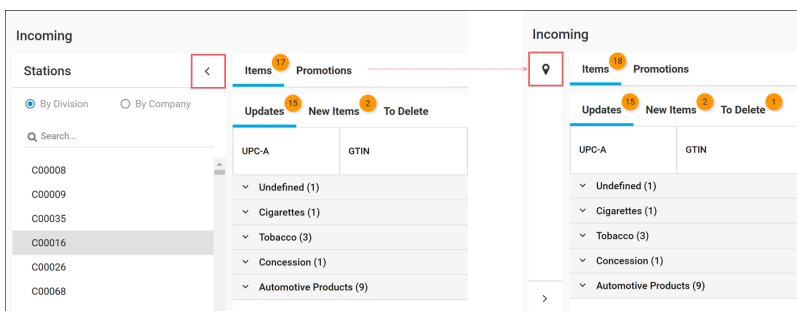 Incoming
Stations
By Division By Company
Search...
C00008
C00009
C00035
C00016
C00026
C00068
Items 17 Promotions
Updates 15 New Items 2 To Delete
UPC-A GTIN
Undefined (1)
Cigarettes (1)
Tobacco (3)
Concession (1)
Automotive Products (9)
Incoming
Items 18 Promotions
Updates 15 New Items 2 To Delete 1
UPC-A GTIN
Undefined (1)
Cigarettes (1)
Tobacco (3)
Concession (1)
Automotive Products (9)